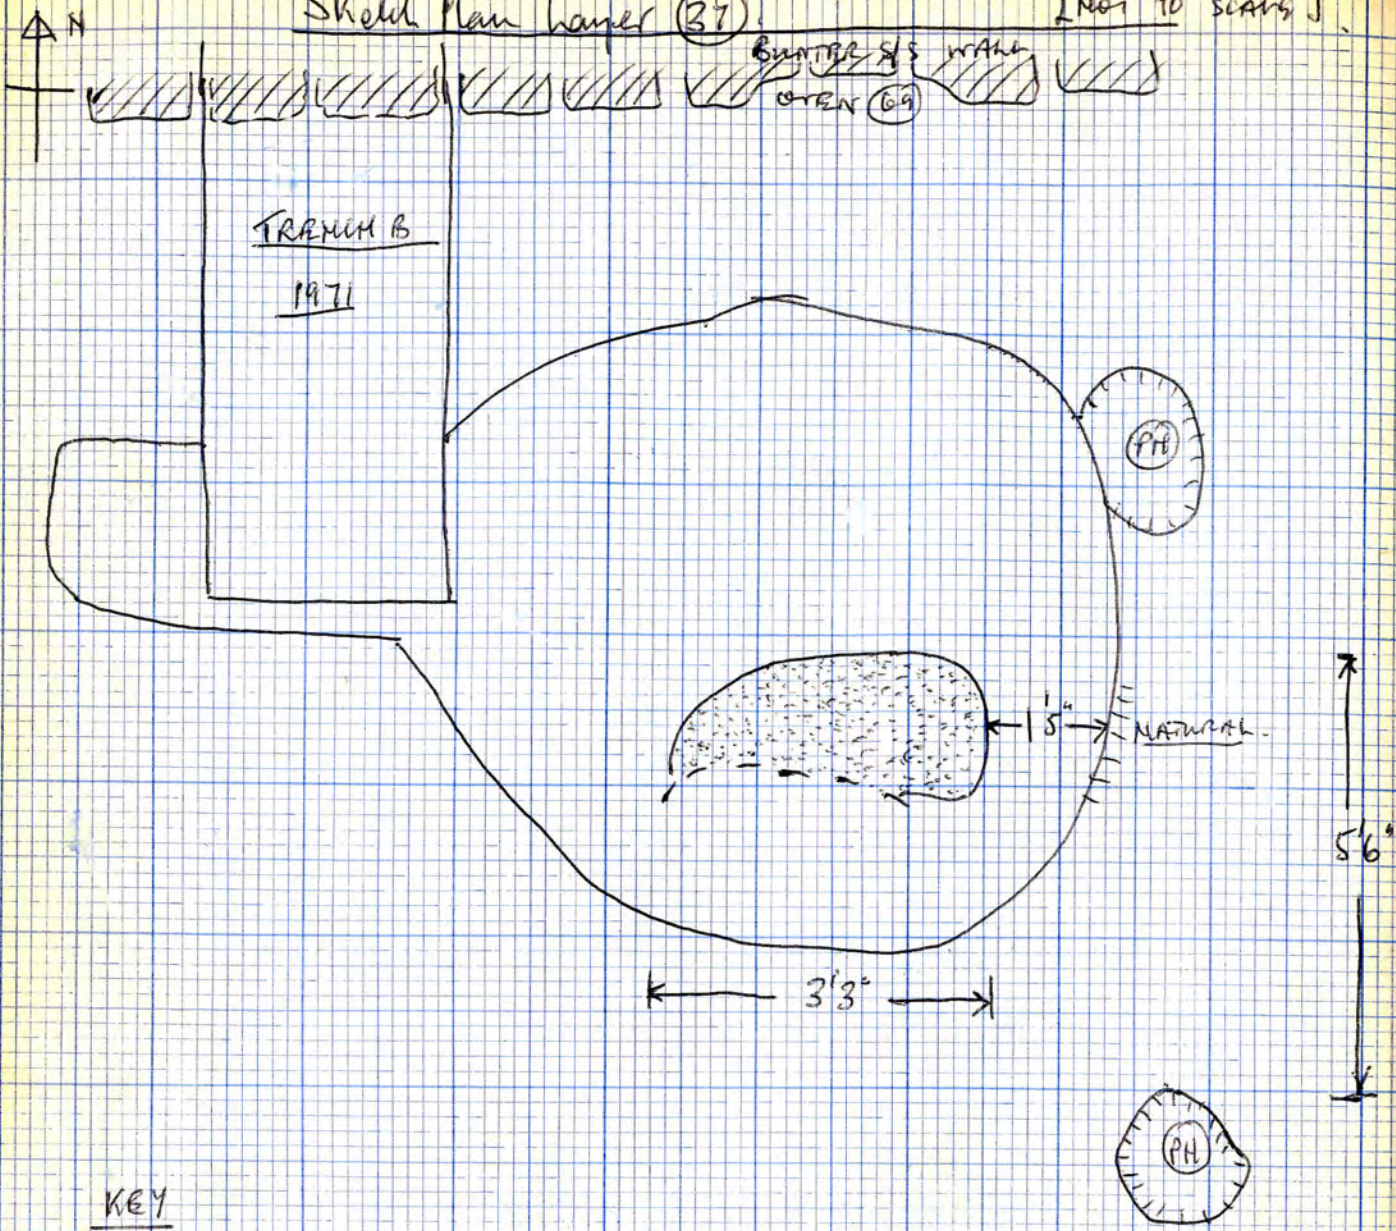 N
Sketch Plan Layer (37).
[NOT TO SCALE]
BUNTER S/S WALL
OVEN (69)
TRENCH B
1971
PH
1'5"
NATURAL.
5'6"
3'3"
PH
KEY